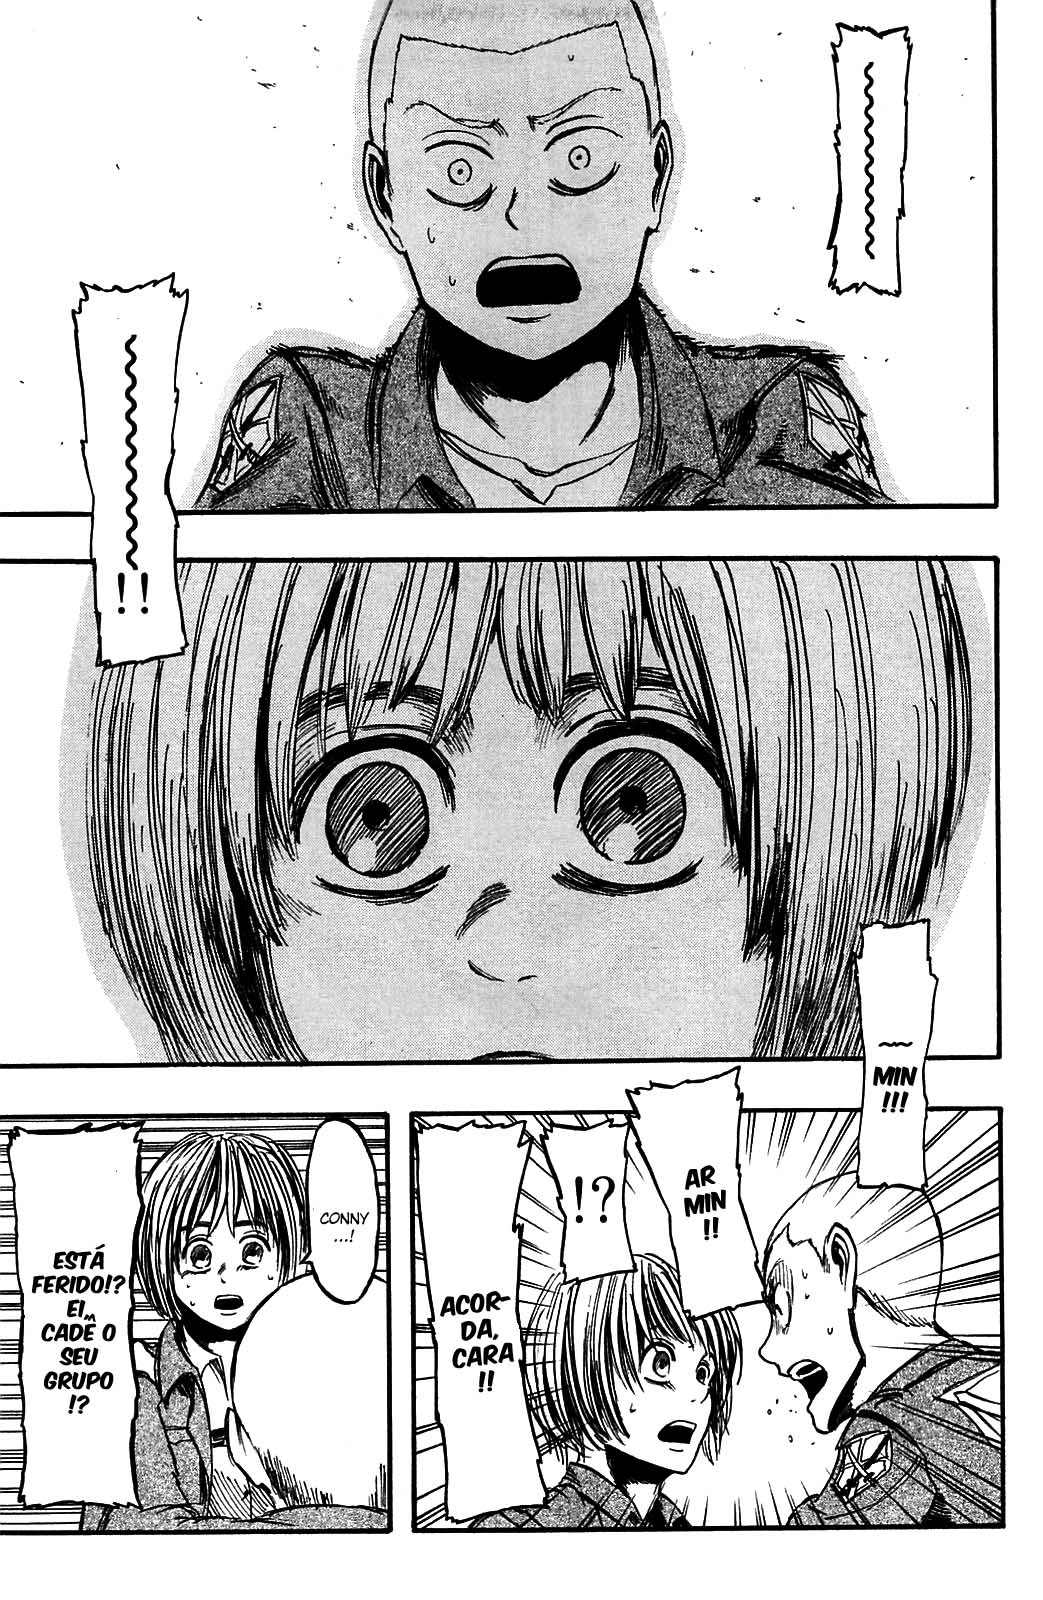 !!
MIN
!!!
AR
MIN
!!
!?
ACOR-
DA,
CARA
!!
CONNY
...!
ESTÁ
FERIDO!?
EI,
CADÊ O
SEU
GRUPO
!?